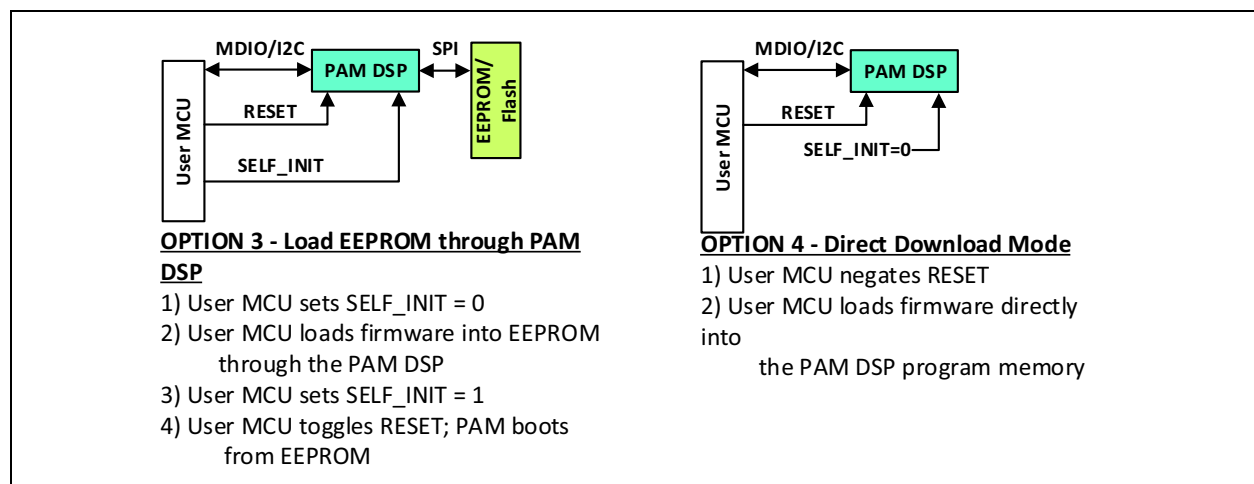 MDIO/I2C
PAM DSP
SPI
EEPROM/
Flash
User MCU
RESET
SELF_INIT
OPTION 3 - Load EEPROM through PAM
DSP
1) User MCU sets SELF_INIT = 0
2) User MCU loads firmware into EEPROM
through the PAM DSP
3) User MCU sets SELF_INIT = 1
4) User MCU toggles RESET; PAM boots
from EEPROM
MDIO/I2C
PAM DSP
User MCU
RESET
SELF_INIT=0
OPTION 4 - Direct Download Mode
1) User MCU negates RESET
2) User MCU loads firmware directly
into
the PAM DSP program memory